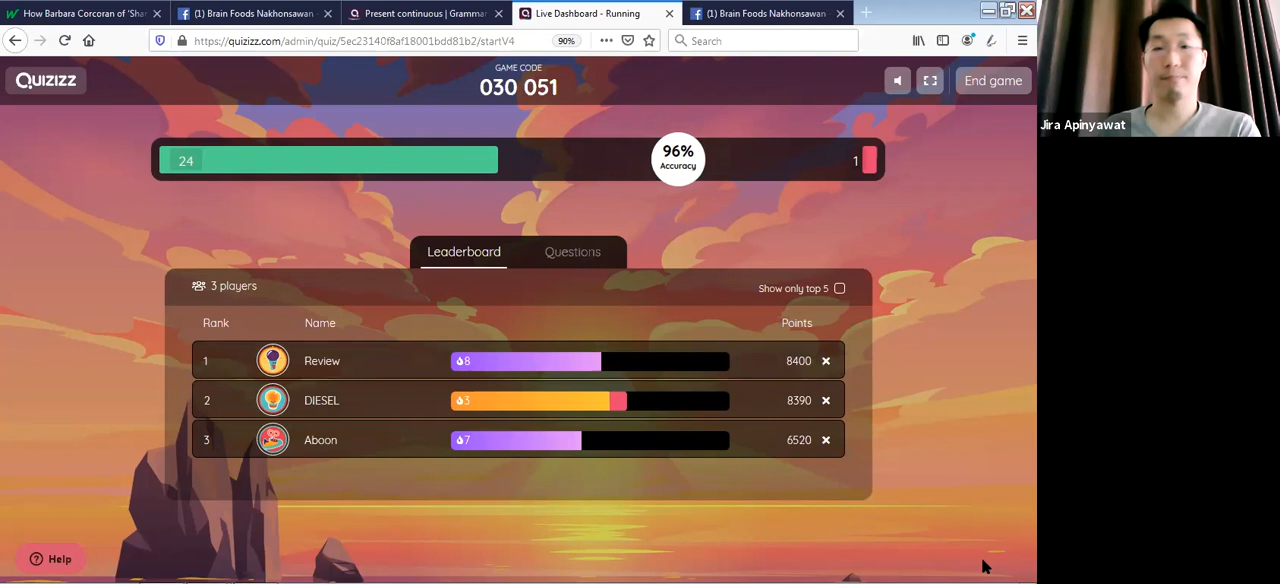 How Barbara Corcoran of 'Shar
(1) Brain Foods Nakhonsawan -
Present continuous | Grammar
Live Dashboard - Running
(1) Brain Foods Nakhonsawan
https://quizizz.com/admin/quiz/5ec23140f8af18001bdd81b2/startV4
90%
Search
Quizizz
GAME CODE
030 051
End game
Jira Apinyawat
24
96%
Accuracy
1
Leaderboard
Questions
3 players
Show only top 5
Rank
Name
Points
1
Review
8
8400
2
DIESEL
3
8390
3
Aboon
7
6520
Help